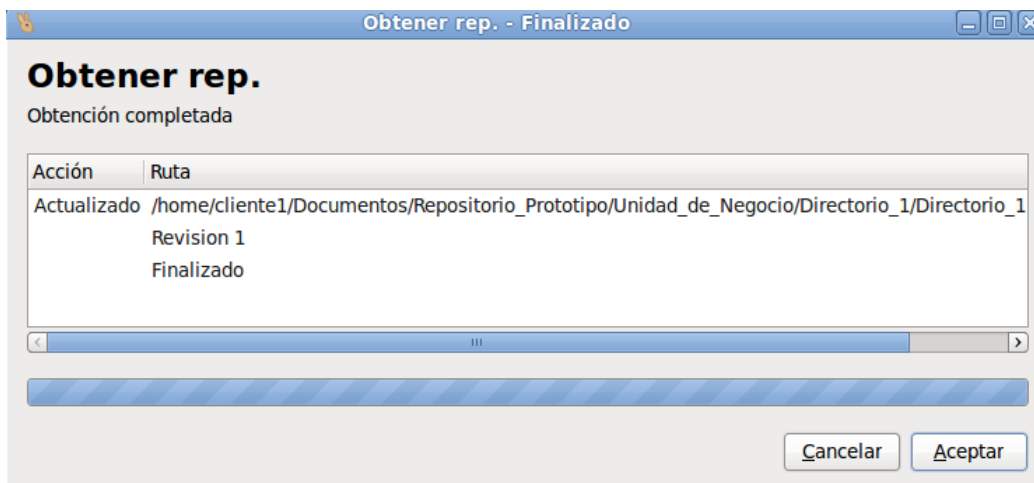 Obtener rep. - Finalizado
Obtener rep.
Obtención completada
Acción Ruta
Actualizado /home/cliente1/Documentos/Repositorio_Prototipo/Unidad_de_Negocio/Directorio_1/Directorio_1
Revision 1
Finalizado
Cancelar Aceptar